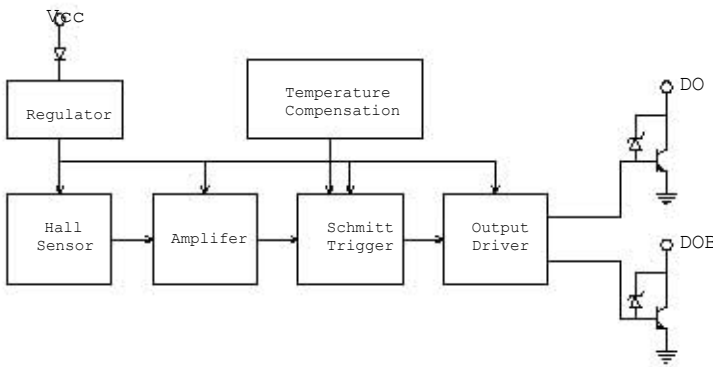 Vcc
Regulator
Temperature
Compensation
DO
Hall
Sensor
Amplifer
Schmitt
Trigger
Output
Driver
DOB